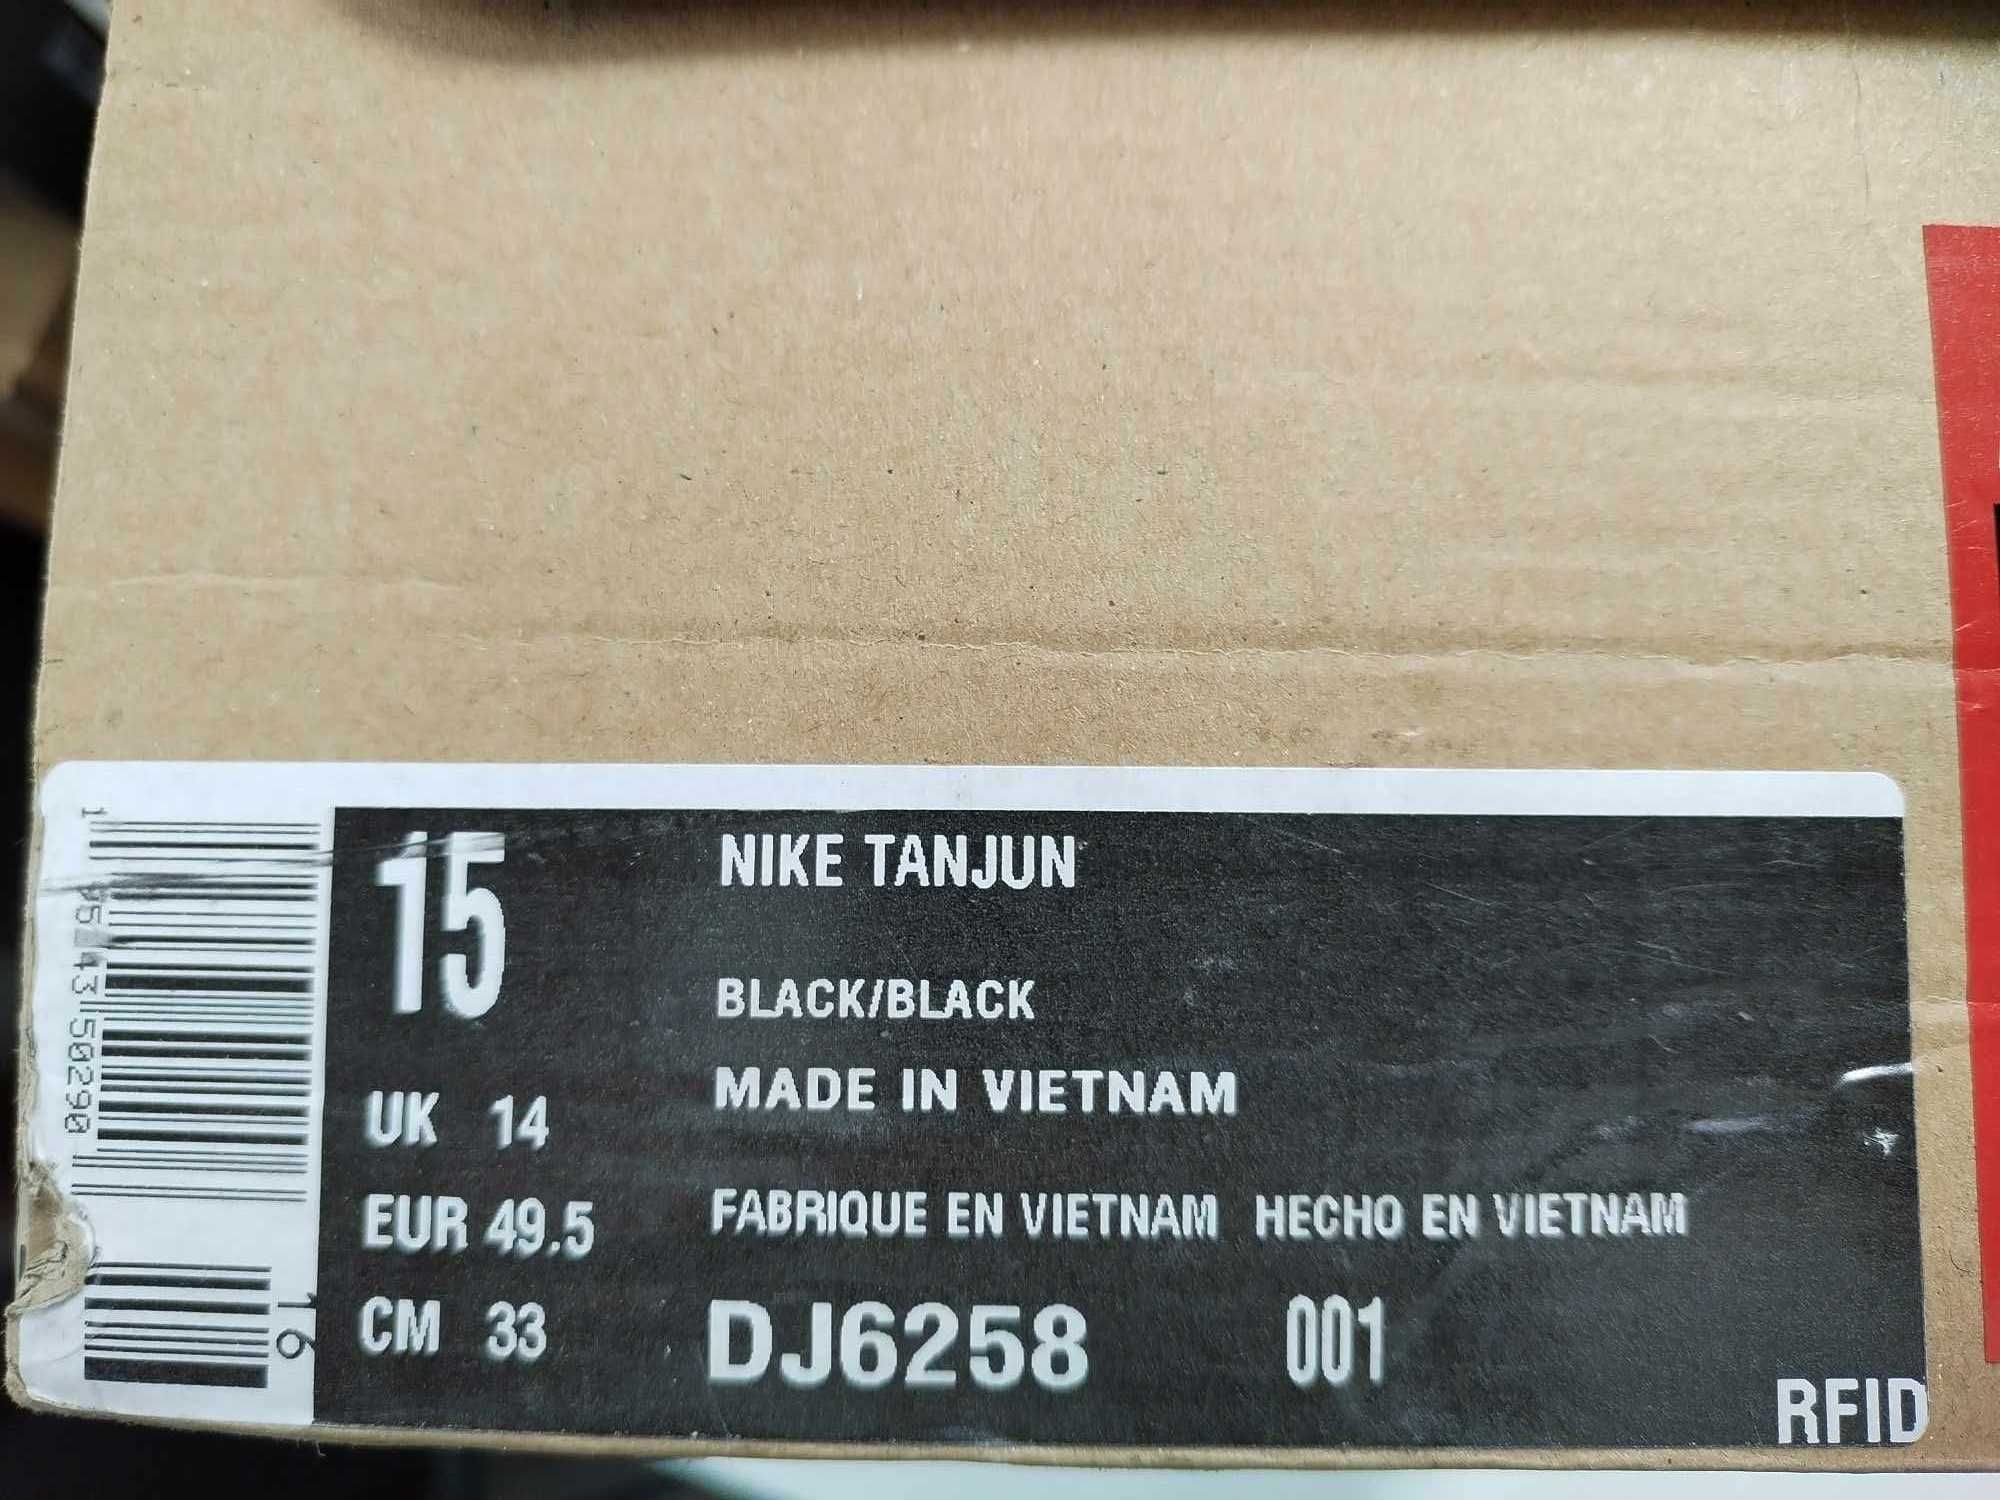 15
NIKE TANJUN
BLACK/BLACK
MADE IN VIETNAM
UK 14
EUR 49.5
FABRIQUE EN VIETNAM HECHO EN VIETNAM
CM 33
DJ6258 001
RFID
16